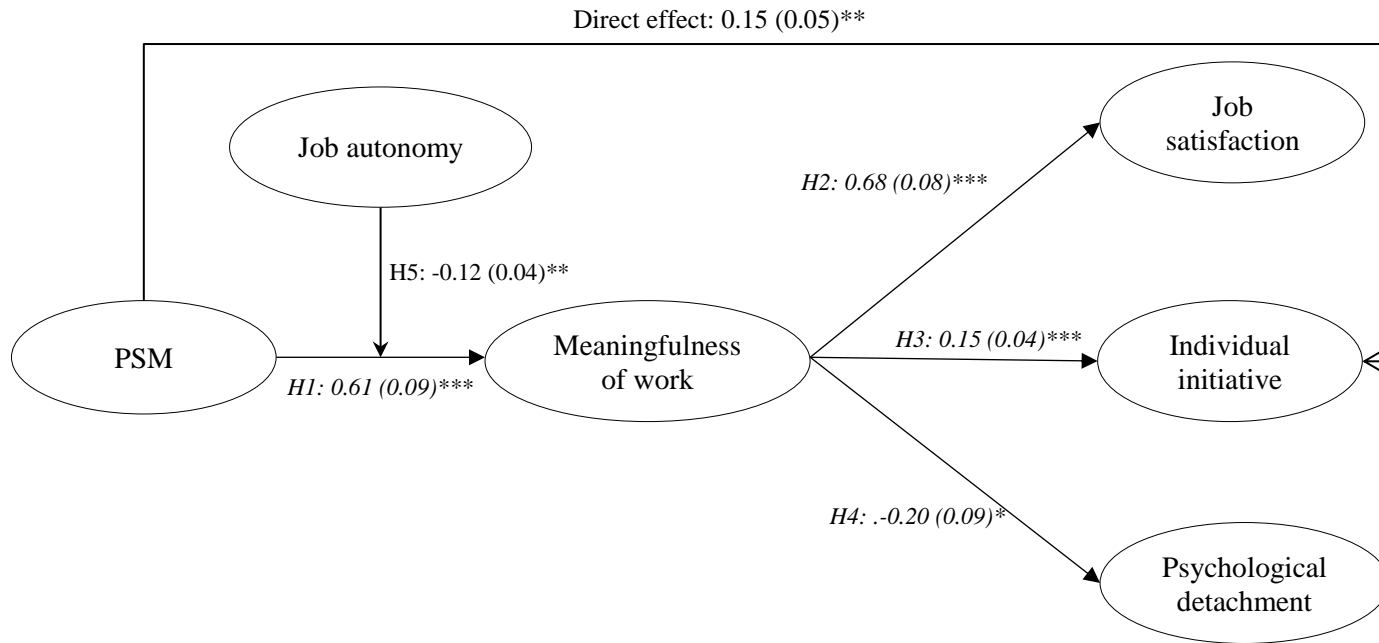 Direct effect: 0.15 (0.05)**
Job autonomy
Job
satisfaction
H2: 0.68 (0.08)***
H5: -0.12 (0.04)**
PSM
H1: 0.61 (0.09)***
Meaningfulness
of work
H3: 0.15 (0.04)***
Individual
initiative
H4: .-0.20 (0.09)*
Psychological
detachment